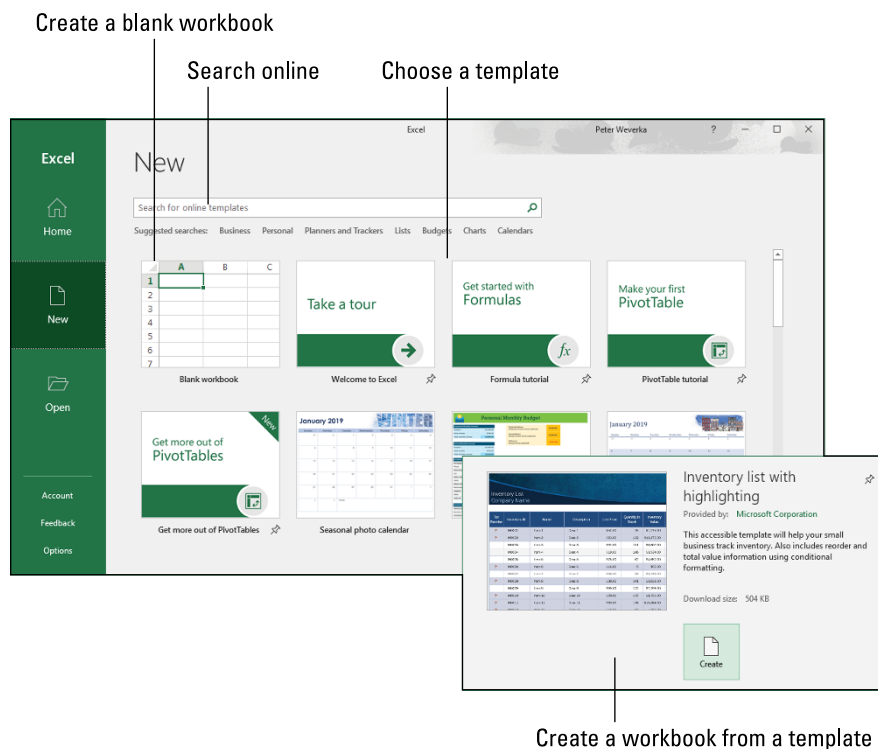 Create a blank workbook
Search online
Choose a template
Excel
Peter Weverka
?
Excel
New
Home
Search for online templates
Suggested searches: Business Personal Planners and Trackers Lists Budgets Charts Calendars
New
Open
Account
Feedback
Options
A B C
1
2
3
4
5
6
7
Blank workbook
Take a tour
Welcome to Excel
Get started with
Formulas
fx
Formula tutorial
Make your first
PivotTable
PivotTable tutorial
New
Get more out of
PivotTables
Get more out of PivotTables
January 2019
WINTER
Seasonal photo calendar
Personal Monthly Budget
January 2019
Inventory List
Company Name
Inventory list with
highlighting
Provided by: Microsoft Corporation
This accessible template will help your small
business track inventory. Also includes reorder and
total value information using conditional
formatting.
Download size: 504 KB
Create
Create a workbook from a template